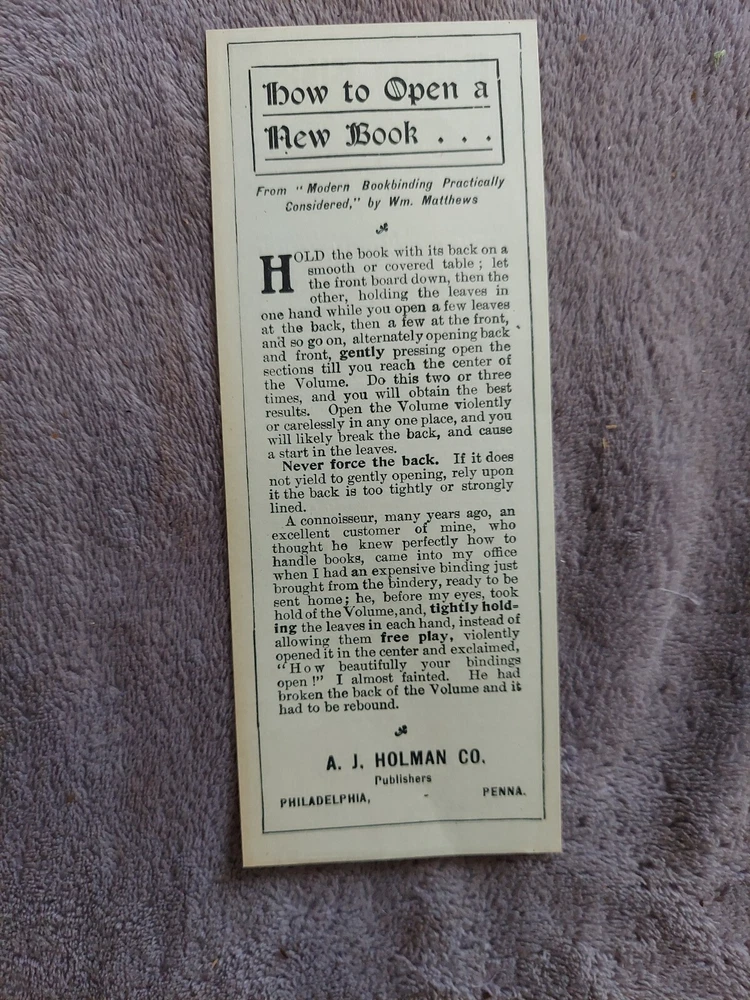 How to Open a
New Book . . .
From "Modern Bookbinding Practically
Considered," by Wm. Matthews
HOLD the book with its back on a
smooth or covered table; let
the front board down, then the
other, holding the leaves in
one hand while you open a few leaves
at the back, then a few at the front,
and so go on, alternately opening back
and front, gently pressing open the
sections till you reach the center of
the Volume. Do this two or three
times, and you will obtain the best
results. Open the Volume violently
or carelessly in any one place, and you
will likely break the back, and cause
a start in the leaves.
Never force the back. If it does
not yield to gently opening, rely upon
it the back is too tightly or strongly
lined.
A connoisseur, many years ago, an
excellent customer of mine, who
thought he knew perfectly how to
handle books, came into my office
when I had an expensive binding just
brought from the bindery, ready to be
sent home; he, before my eyes, took
hold of the Volume, and, tightly hold-
ing the leaves in each hand, instead of
allowing them free play, violently
opened it in the center and exclaimed,
"How beautifully your bindings
open!" I almost fainted. He had
broken the back of the Volume and it
had to be rebound.
A. J. HOLMAN CO.
Publishers
PHILADELPHIA, - PENNA.